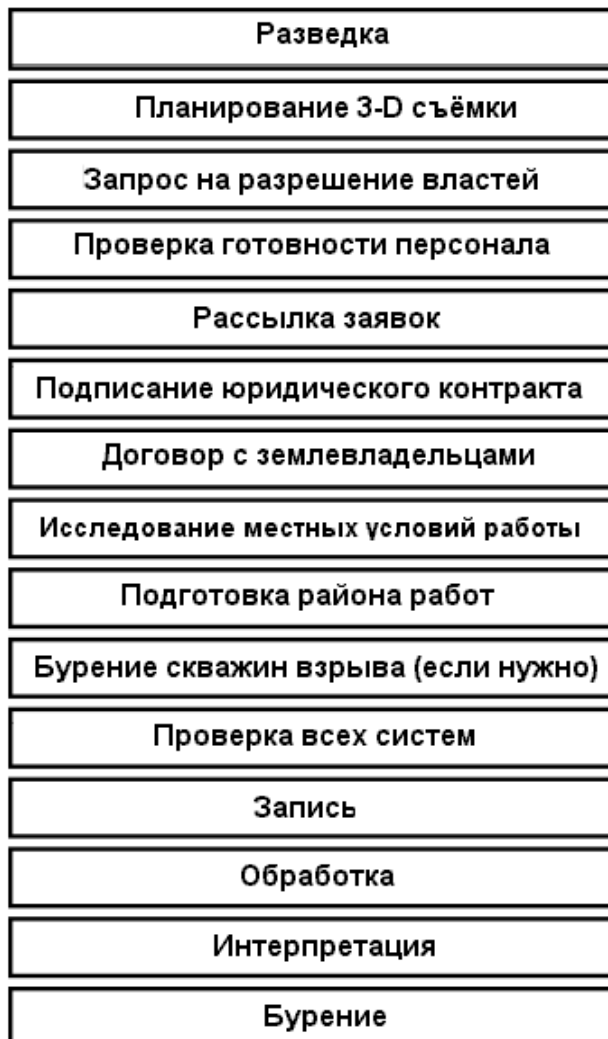 Разведка
Планирование 3-D съёмки
Запрос на разрешение властей
Проверка готовности персонала
Рассылка заявок
Подписание юридического контракта
Договор с землевладельцами
Исследование местных условий работы
Подготовка района работ
Бурение скважин взрыва (если нужно)
Проверка всех систем
Запись
Обработка
Интерпретация
Бурение